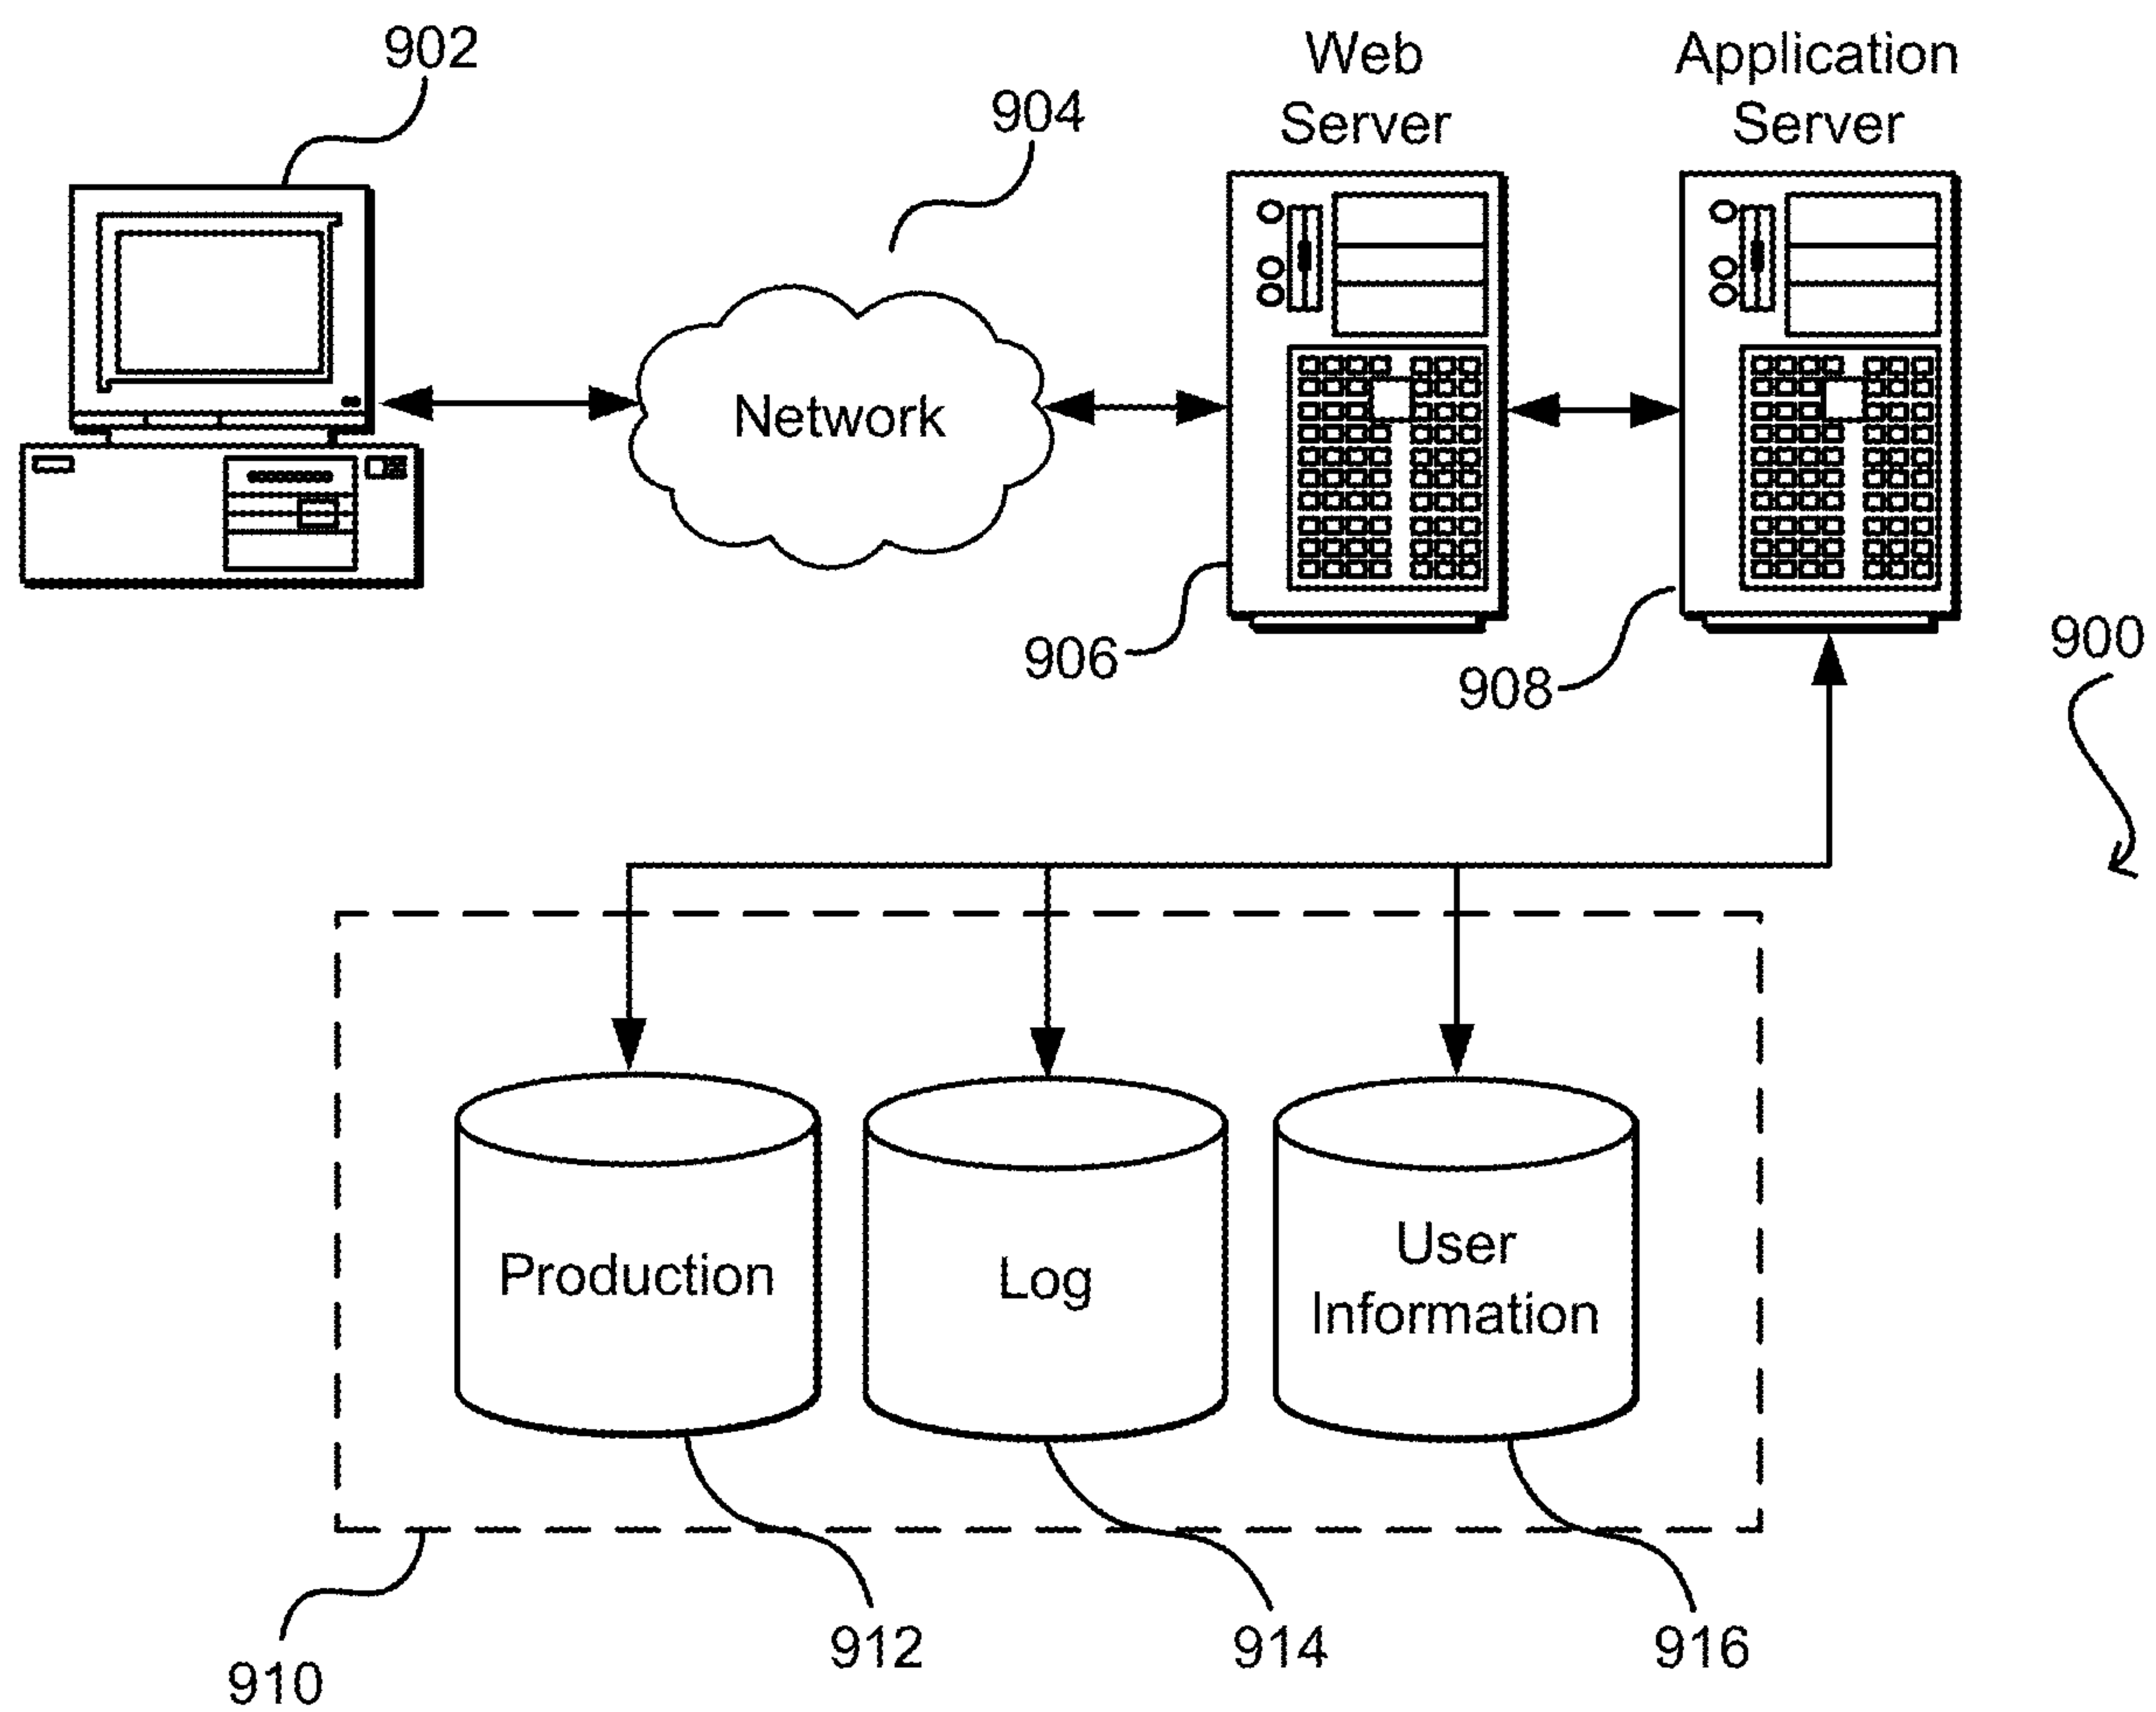 902
904
Web
Server
Application
Server
Network
906
908
900
Production
Log
User
Information
910
912
914
916